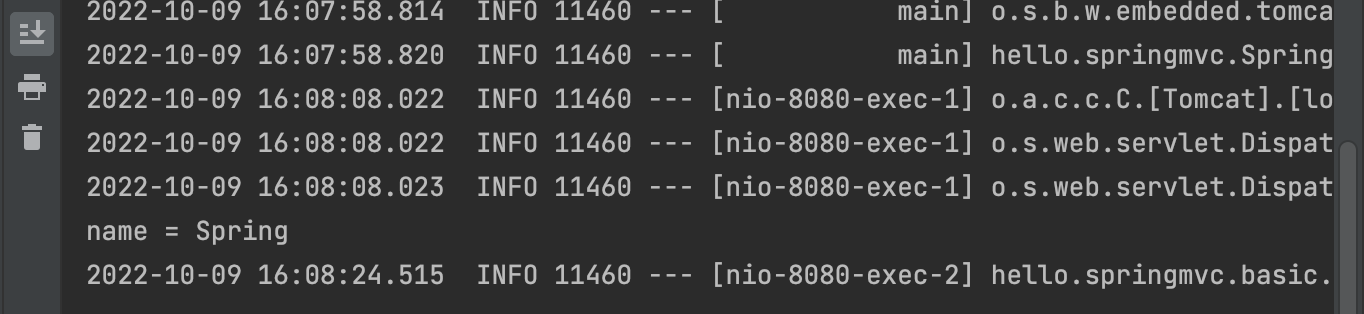 2022-10-09 16:07:58.814  INFO 11460 --- [           main] o.s.b.w.embedded.tomca
2022-10-09 16:07:58.820  INFO 11460 --- [           main] hello.springmvc.Spring
2022-10-09 16:08:08.022  INFO 11460 --- [nio-8080-exec-1] o.a.c.c.C.[Tomcat].[lo
2022-10-09 16:08:08.022  INFO 11460 --- [nio-8080-exec-1] o.s.web.servlet.Dispat
2022-10-09 16:08:08.023  INFO 11460 --- [nio-8080-exec-1] o.s.web.servlet.Dispat
name = Spring
2022-10-09 16:08:24.515  INFO 11460 --- [nio-8080-exec-2] hello.springmvc.basic.